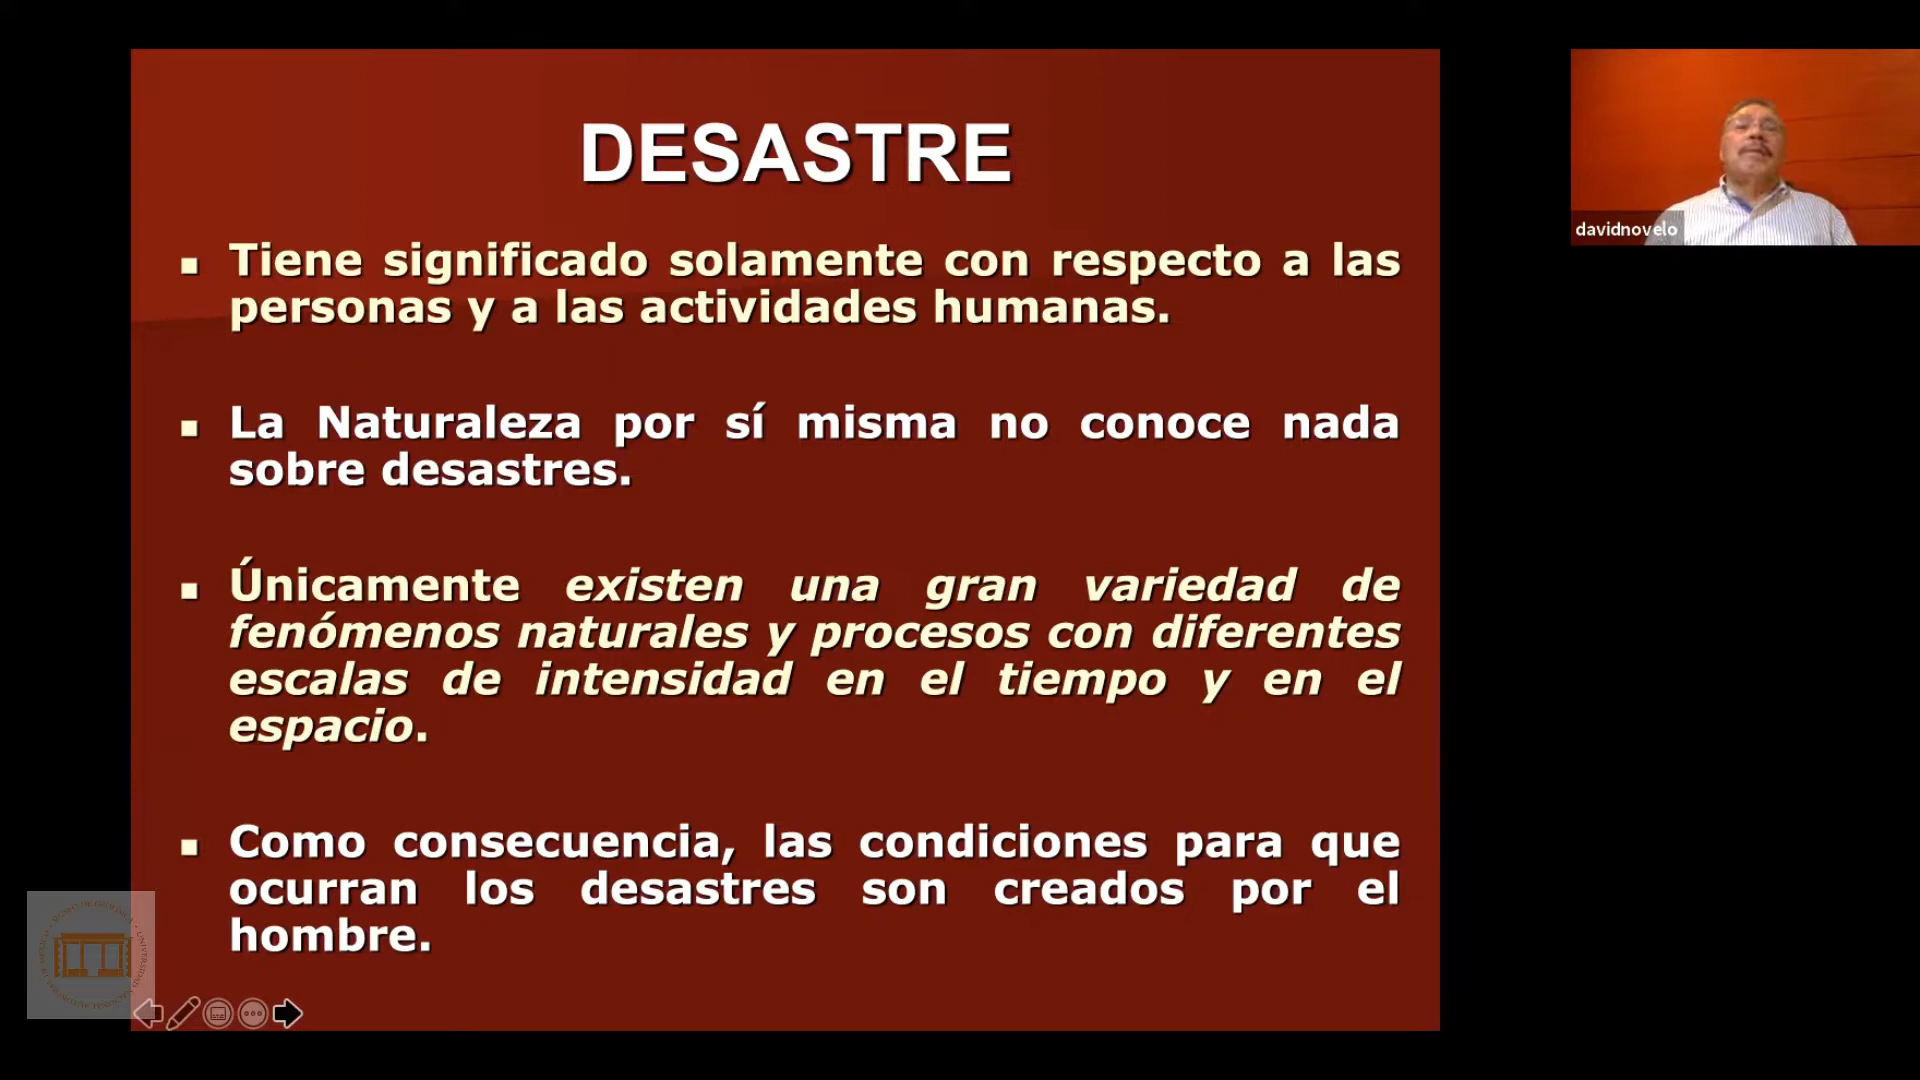 DESASTRE
Tiene significado solamente con respecto a las
personas y a las actividades humanas.
La Naturaleza por sí misma no conoce nada
sobre desastres.
Únicamente existen una gran variedad de
fenómenos naturales y procesos con diferentes
escalas de intensidad en el tiempo y en el
espacio.
Como consecuencia, las condiciones para que
ocurran los desastres son creados por el
hombre.
davidnovelo